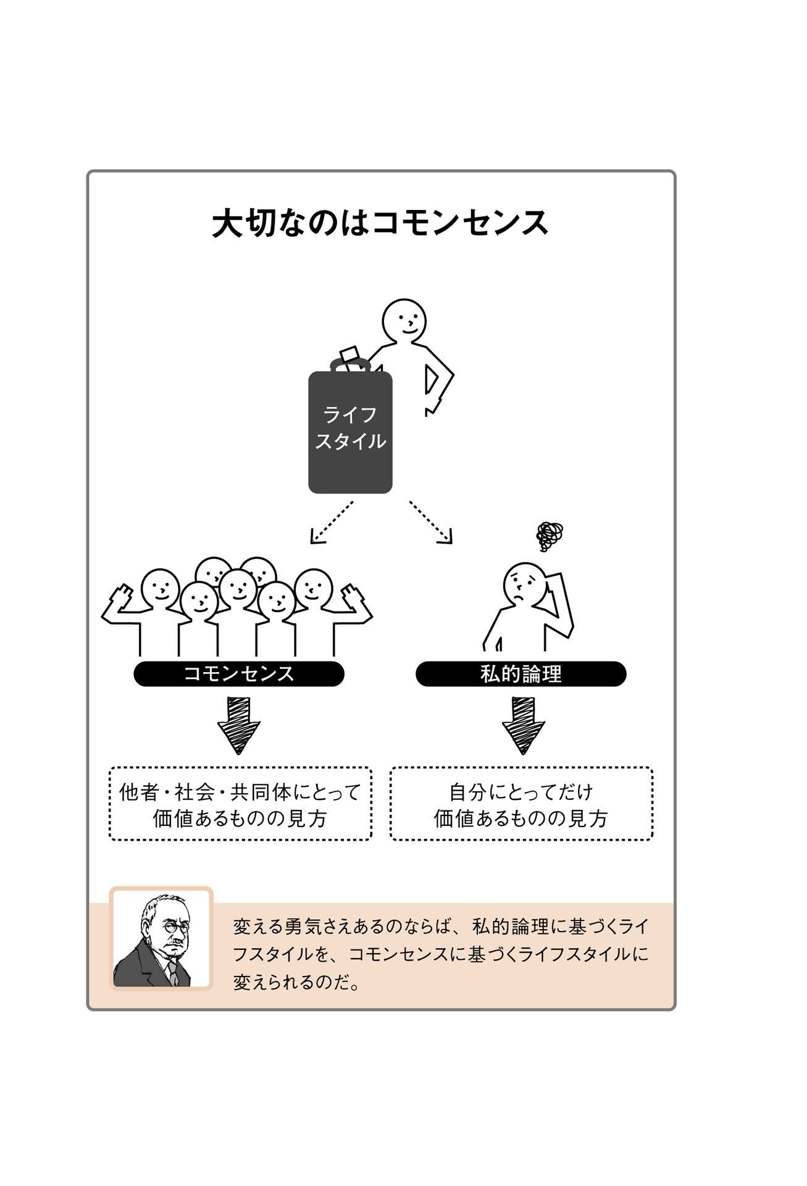 大切なのはコモンセンス
ライフ
スタイル
コモンセンス
私的論理
他者・社会・共同体にとって
価値あるものの見方
自分にとってだけ
価値あるものの見方
変える勇気さえあるのならば、私的論理に基づくライ
フスタイルを、コモンセンスに基づくライフスタイルに
変えられるのだ。